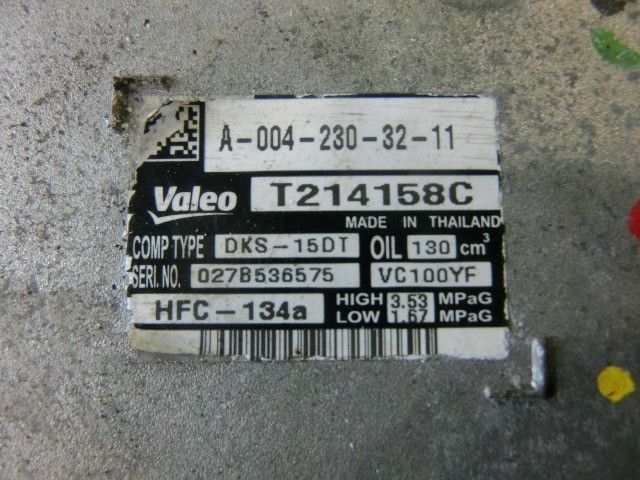 A-004-230-32-11
Valeo T214158C
MADE IN THAILAND
COMP TYPE DKS-15DT OIL 130 cm³
SERI.NO. 027B536575 VC100YF
HFC-134a HIGH 3.53 MPaG
LOW 1.67 MPaG